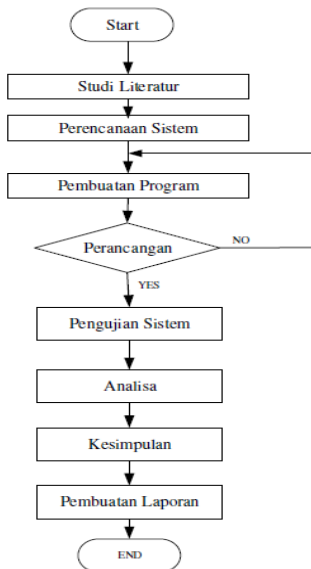 Start
Studi Literatur
Perencanaan Sistem
Pembuatan Program
Perancangan
NO
YES
Pengujian Sistem
Analisa
Kesimpulan
Pembuatan Laporan
END